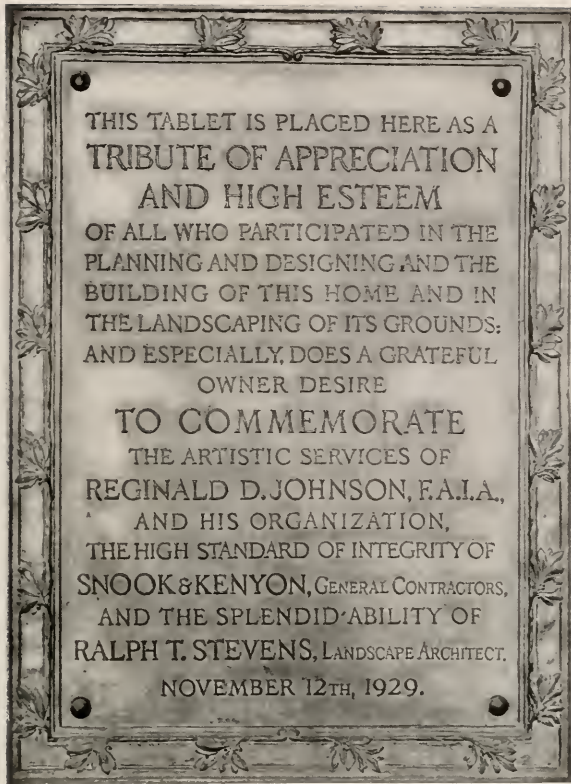 THIS TABLET IS PLACED HERE AS A
TRIBUTE OF APPRECIATION
AND HIGH ESTEEM
OF ALL WHO PARTICIPATED IN THE
PLANNING AND DESIGNING AND THE
BUILDING OF THIS HOME AND IN
THE LANDSCAPING OF ITS GROUNDS:
AND ESPECIALLY, DOES A GRATEFUL
OWNER DESIRE
TO COMMEMORATE
THE ARTISTIC SERVICES OF
REGINALD D. JOHNSON, F.A.I.A.,
AND HIS ORGANIZATION,
THE HIGH STANDARD OF INTEGRITY OF
SNOOK & KENYON, GENERAL CONTRACTORS,
AND THE SPLENDID ABILITY OF
RALPH T. STEVENS, LANDSCAPE ARCHITECT.
NOVEMBER 12TH, 1929.